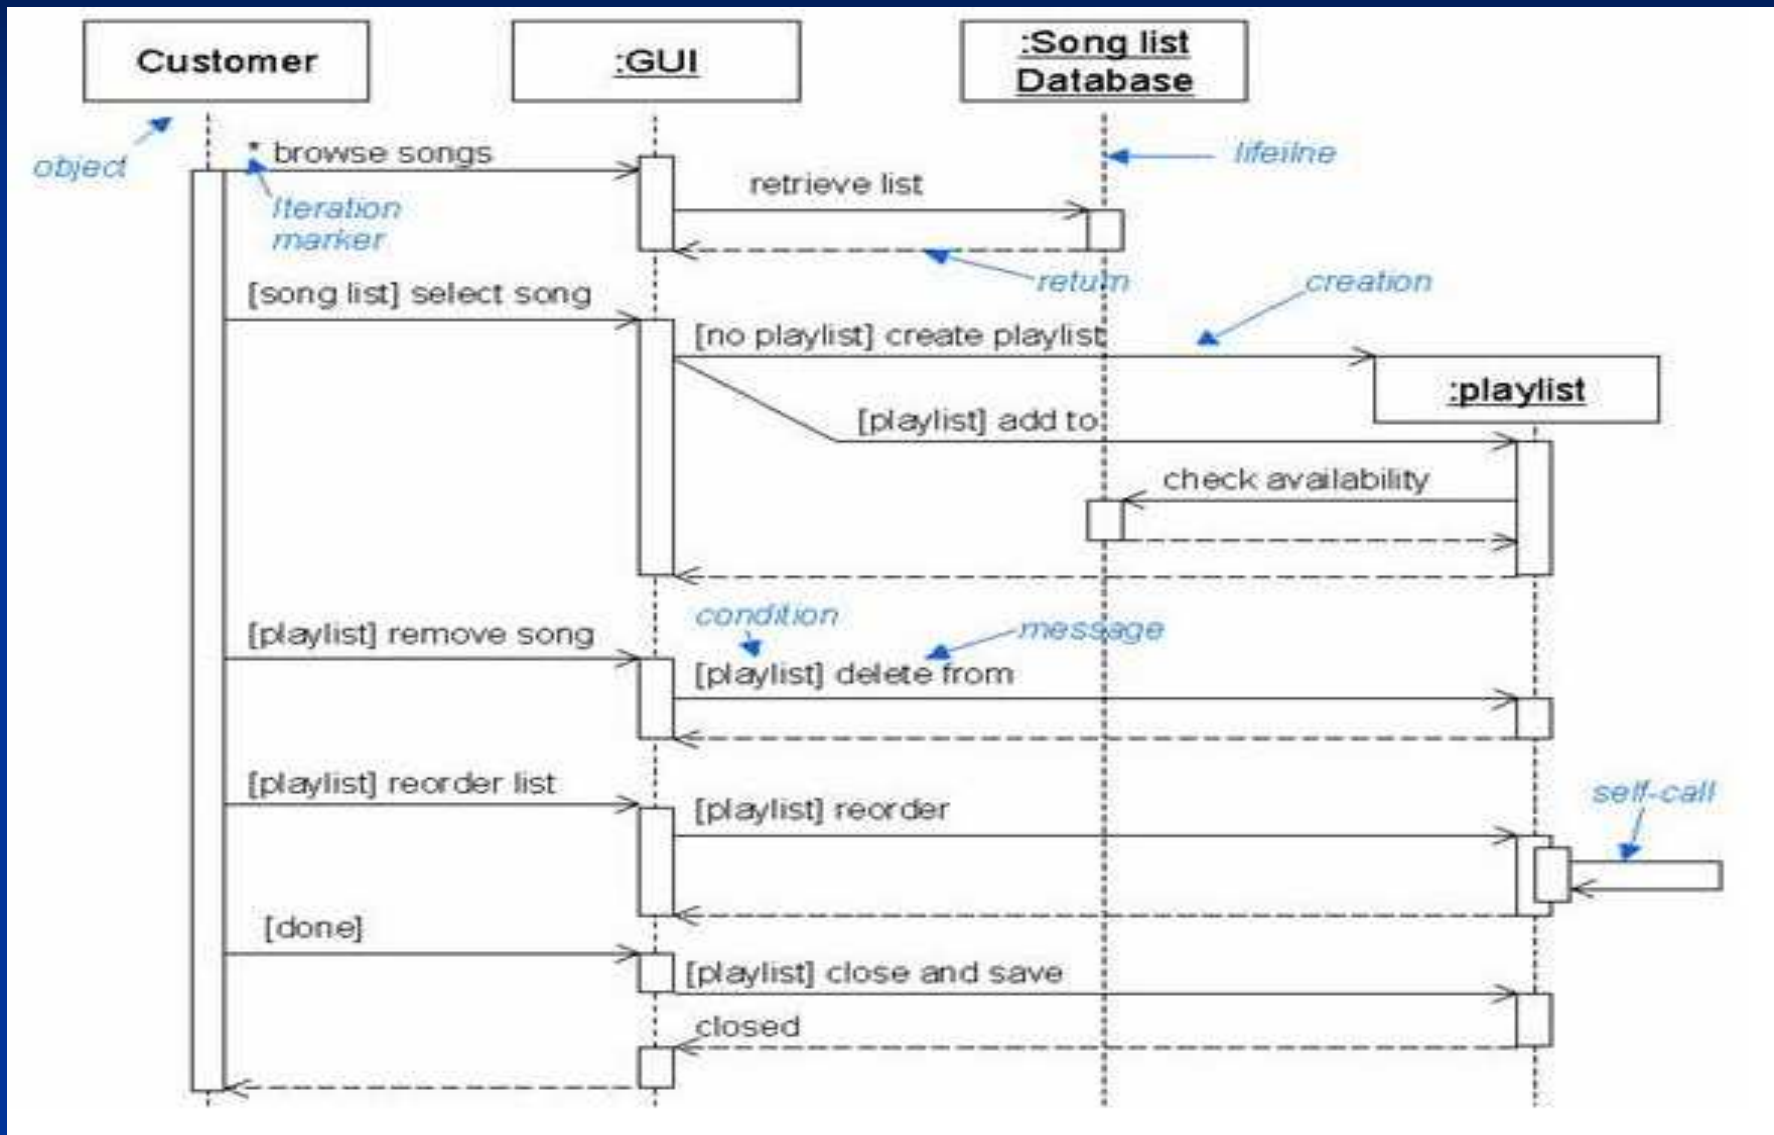 Customer
:GUI
:Song list
Database
object
* browse songs
lifeilne
Iteration
marker
retrieve list
return
creation
[song list] select song
[no playlist] create playlist
:playlist
[playlist] add to
check availability
condition
message
[playlist] remove song
[playlist] delete from
[playlist] reorder list
[playlist] reorder
self-call
[done]
[playlist] close and save
closed